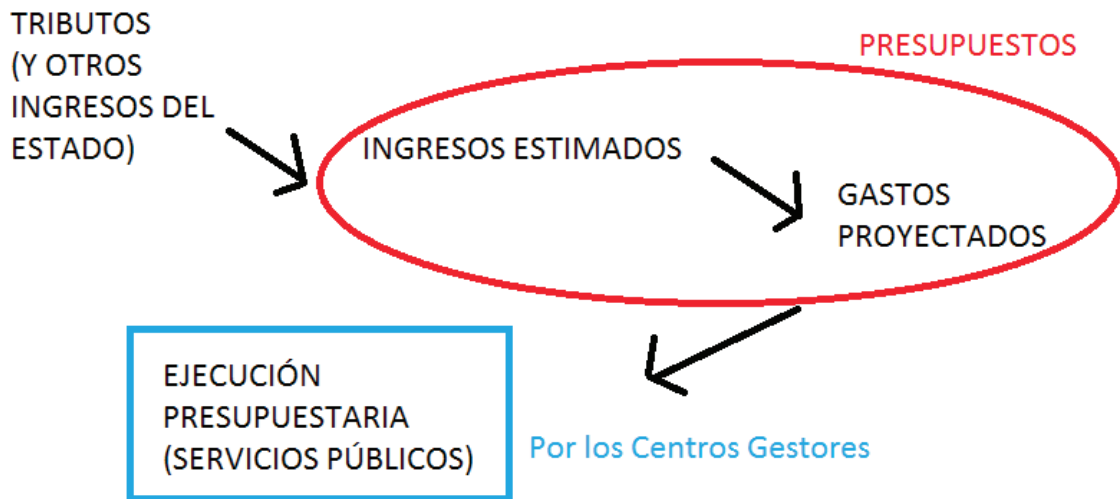 TRIBUTOS
(Y OTROS
INGRESOS DEL
ESTADO)
PRESUPUESTOS
INGRESOS ESTIMADOS
GASTOS
PROYECTADOS
EJECUCIÓN
PRESUPUESTARIA
(SERVICIOS PÚBLICOS)
Por los Centros Gestores